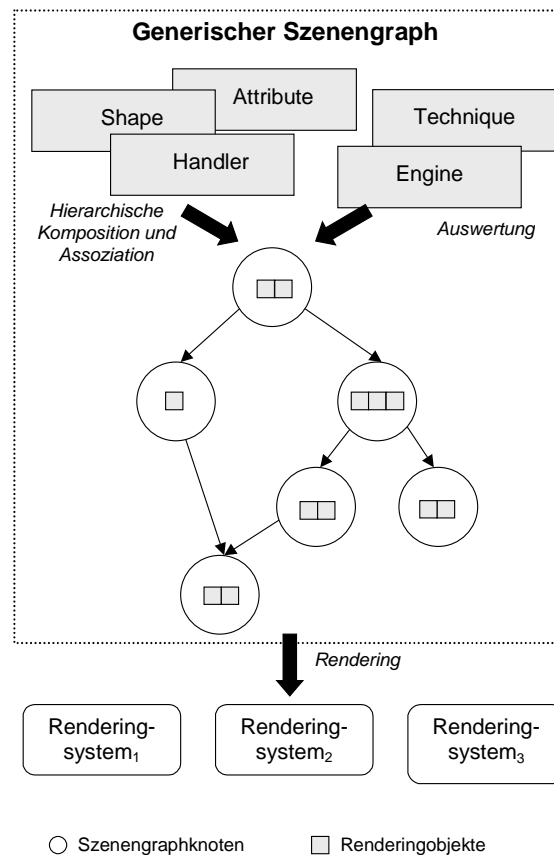 Generischer Szenengraph
Attribute
Shape
Technique
Handler
Engine
Hierarchische
Komposition und
Assoziation
Auswertung
Rendering
Rendering-
system₁
Rendering-
system₂
Rendering-
system₃
Szenengraphknoten
Renderingobjekte